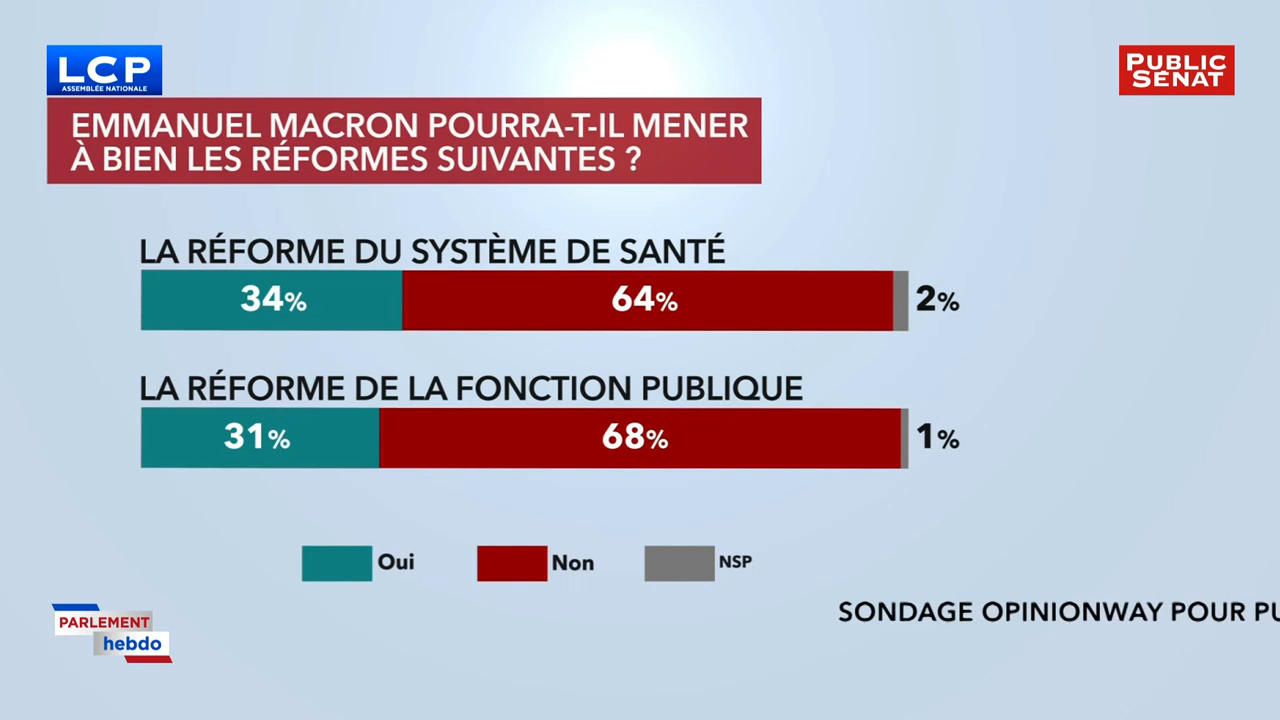 LCP
ASSEMBLÉE NATIONALE
PUBLIC
SÉNAT
EMMANUEL MACRON POURRA-T-IL MENER
À BIEN LES RÉFORMES SUIVANTES ?
LA RÉFORME DU SYSTÈME DE SANTÉ
34% 64% 2%
LA RÉFORME DE LA FONCTION PUBLIQUE
31% 68% 1%
Oui Non NSP
SONDAGE OPINIONWAY POUR PU
PARLEMENT
hebdo